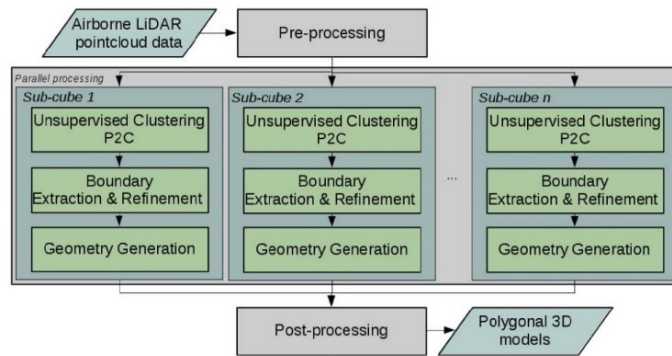 Airborne LiDAR
pointcloud data
Pre-processing
Parallel processing
Sub-cube 1
Unsupervised Clustering
P2C
Boundary
Extraction & Refinement
Geometry Generation
Sub-cube 2
Unsupervised Clustering
P2C
Boundary
Extraction & Refinement
Geometry Generation
...
Sub-cube n
Unsupervised Clustering
P2C
Boundary
Extraction & Refinement
Geometry Generation
Post-processing
Polygonal 3D
models